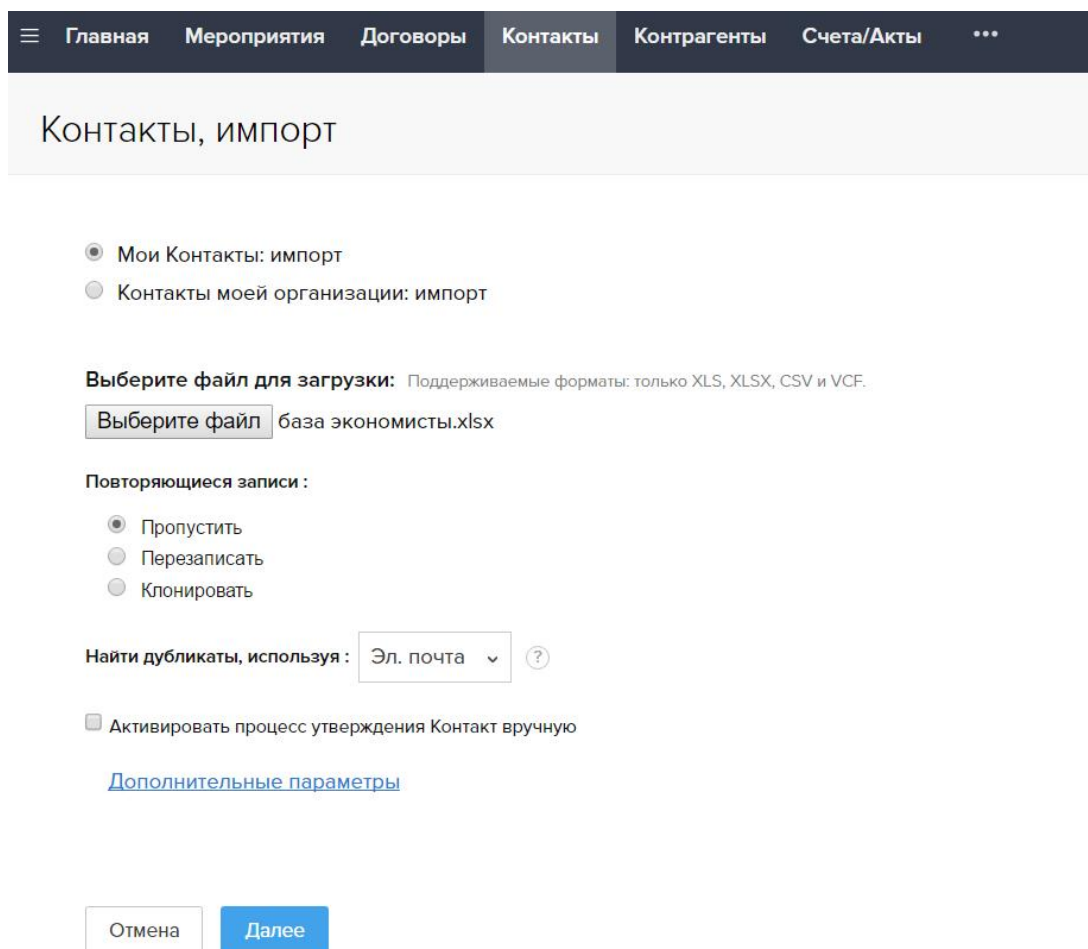 Главная Мероприятия Договоры Контакты Контрагенты Счета/Акты •••
Контакты, импорт
Мои Контакты: импорт
Контакты моей организации: импорт
Выберите файл для загрузки: Поддерживаемые форматы: только XLS, XLSX, CSV и VCF.
Выберите файл база экономисты.xlsx
Повторяющиеся записи :
Пропустить
Перезаписать
Клонировать
Найти дубликаты, используя : Эл. почта ?
Активировать процесс утверждения Контакт вручную
Дополнительные параметры
Отмена Далее